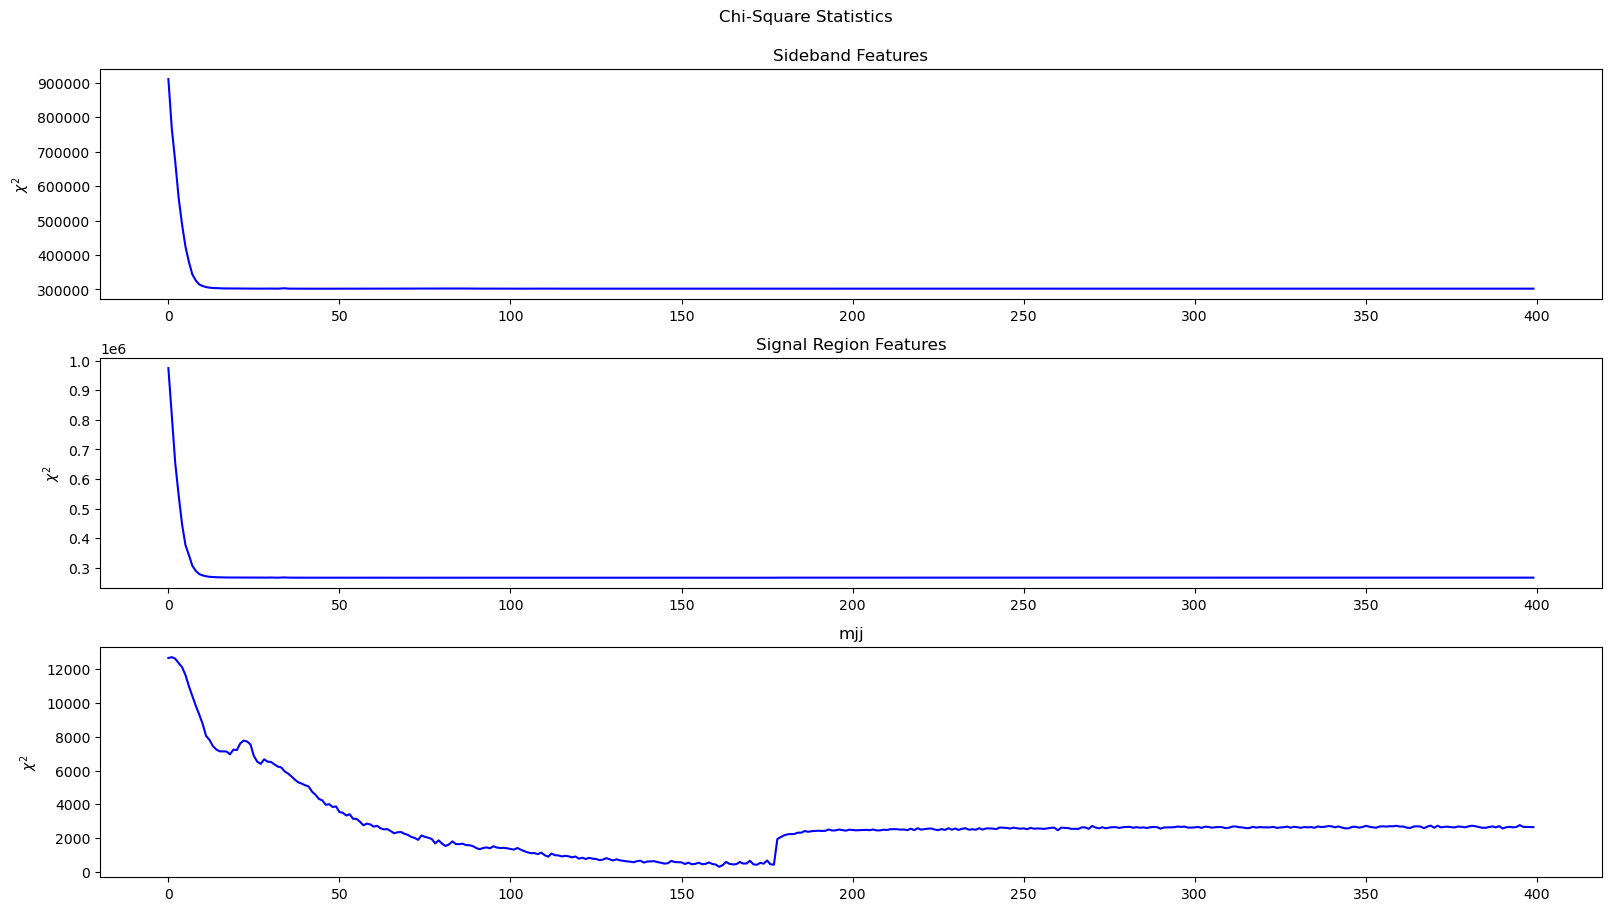 Chi-Square Statistics
Sideband Features
900000
800000
700000
600000
500000
400000
300000
χ²
0 50 100 150 200 250 300 350 400
Signal Region Features
1e6
1.0
0.9
0.8
0.7
0.6
0.5
0.4
0.3
χ²
0 50 100 150 200 250 300 350 400
mjj
12000
10000
8000
6000
4000
2000
0
χ²
0 50 100 150 200 250 300 350 400